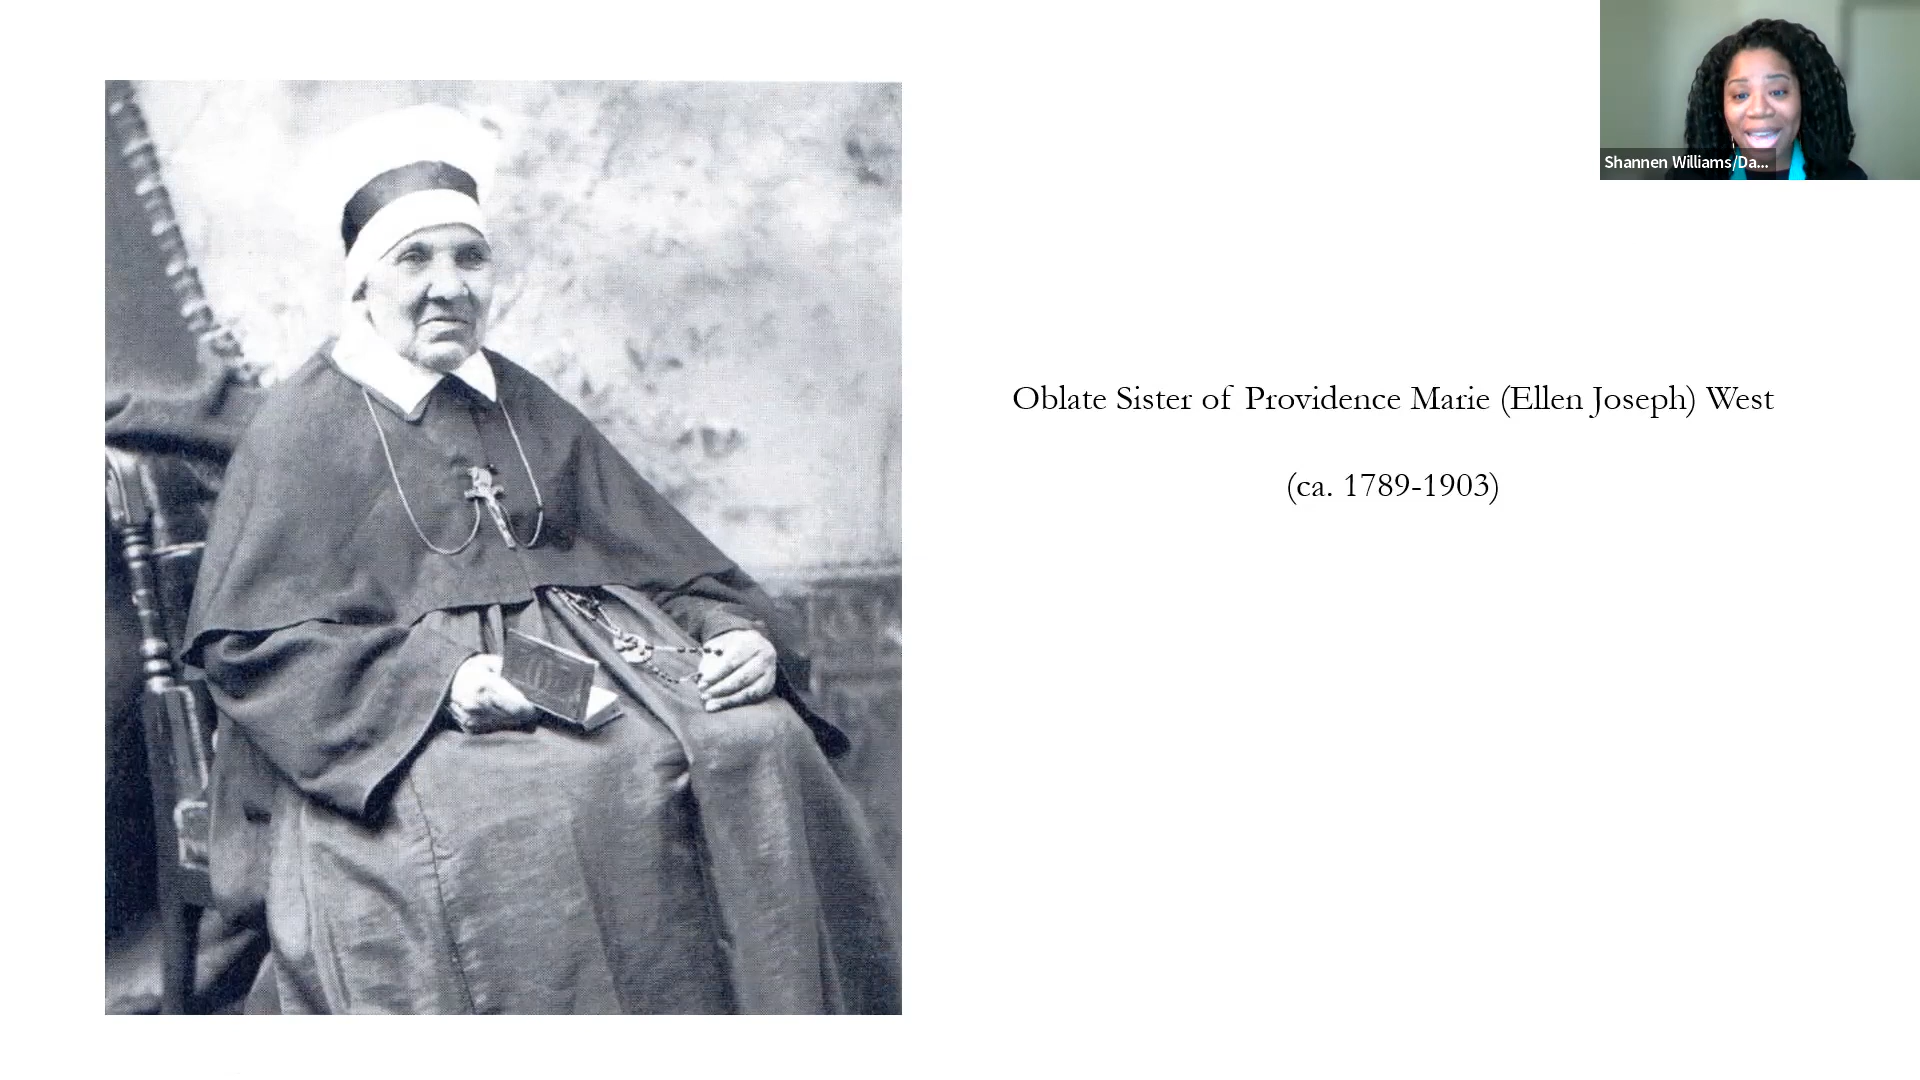 Shannen Williams/Da...
Oblate Sister of Providence Marie (Ellen Joseph) West
(ca. 1789-1903)